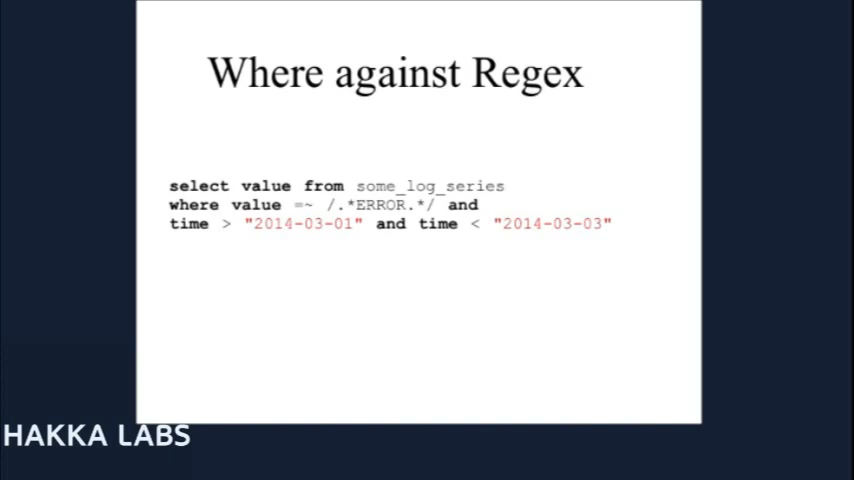 Where against Regex
select value from some_log_series
where value =~ /.*ERROR.*/ and
time > "2014-03-01" and time < "2014-03-03"
HAKKA LABS